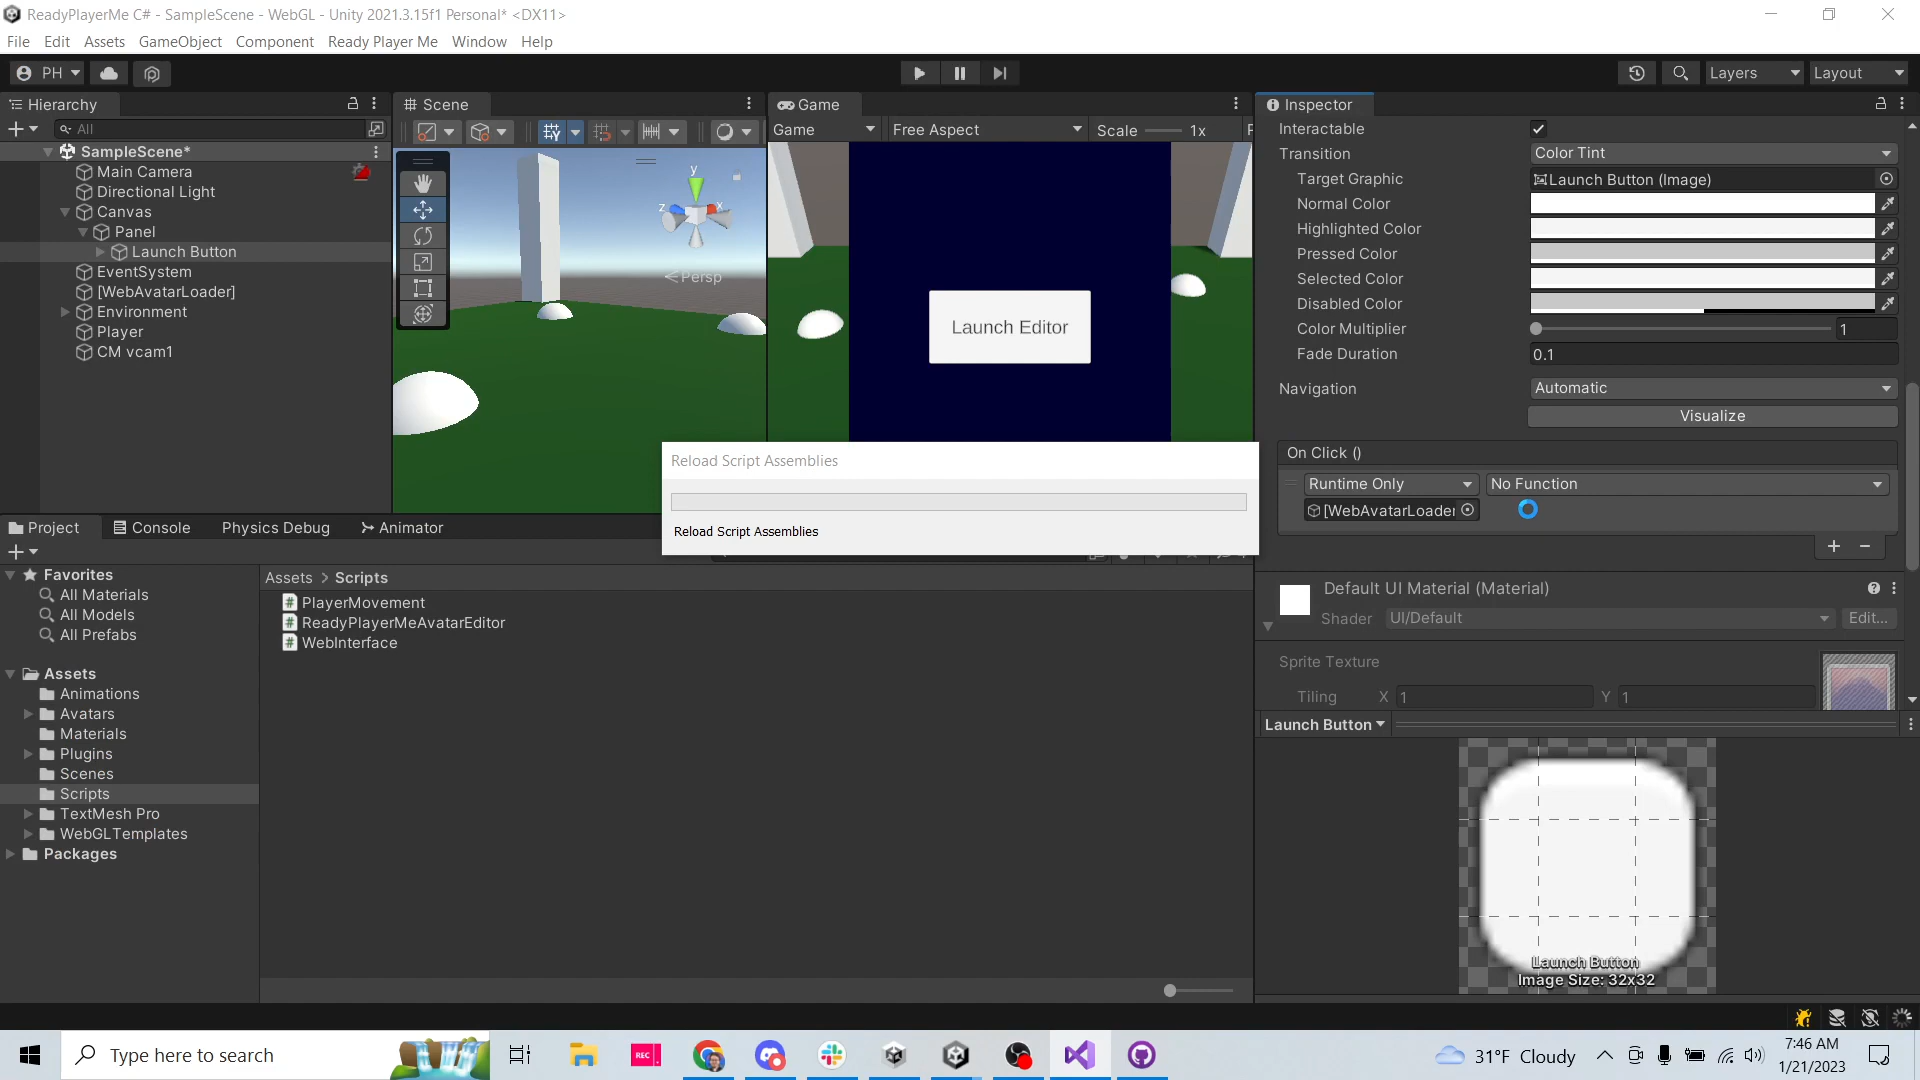 ReadyPlayerMe C# - SampleScene - WebGL - Unity 2021.3.15f1 Personal* <DX11>
File Edit Assets GameObject Component Ready Player Me Window Help
PH
Layers
Layout
Hierarchy
All
SampleScene*
Main Camera
Directional Light
Canvas
Panel
Launch Button
EventSystem
[WebAvatarLoader]
Environment
Player
CM vcam1
Scene
y
z
x
Persp
Game
Game
Free Aspect
Scale
1x
Launch Editor
Inspector
Interactable
Transition
Color Tint
Target Graphic
Launch Button (Image)
Normal Color
Highlighted Color
Pressed Color
Selected Color
Disabled Color
Color Multiplier
1
Fade Duration
0.1
Navigation
Automatic
Visualize
On Click ()
Runtime Only
No Function
[WebAvatarLoader
Default UI Material (Material)
Shader
UI/Default
Edit...
Sprite Texture
Tiling
X 1
Y 1
Launch Button
Launch Button
Image Size: 32x32
Reload Script Assemblies
Reload Script Assemblies
Project
Console
Physics Debug
Animator
Favorites
All Materials
All Models
All Prefabs
Assets
Animations
Avatars
Materials
Plugins
Scenes
Scripts
TextMesh Pro
WebGLTemplates
Packages
Assets > Scripts
PlayerMovement
ReadyPlayerMeAvatarEditor
WebInterface
Type here to search
REC
31°F Cloudy
7:46 AM
1/21/2023